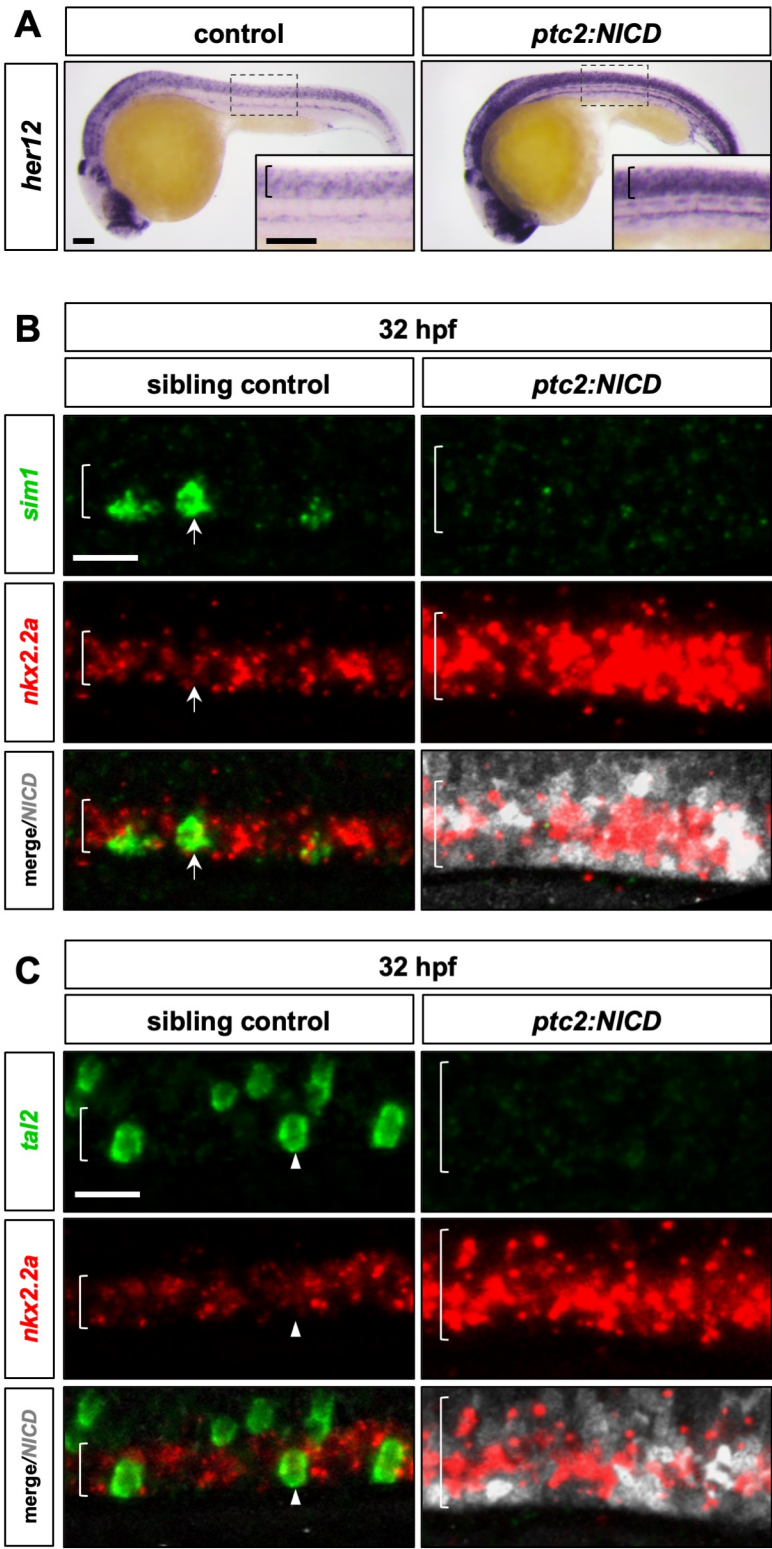 A
control
ptc2:NICD
her12
B
32 hpf
sibling control
ptc2:NICD
sim1
nkx2.2a
merge/NICD
C
32 hpf
sibling control
ptc2:NICD
tal2
nkx2.2a
merge/NICD